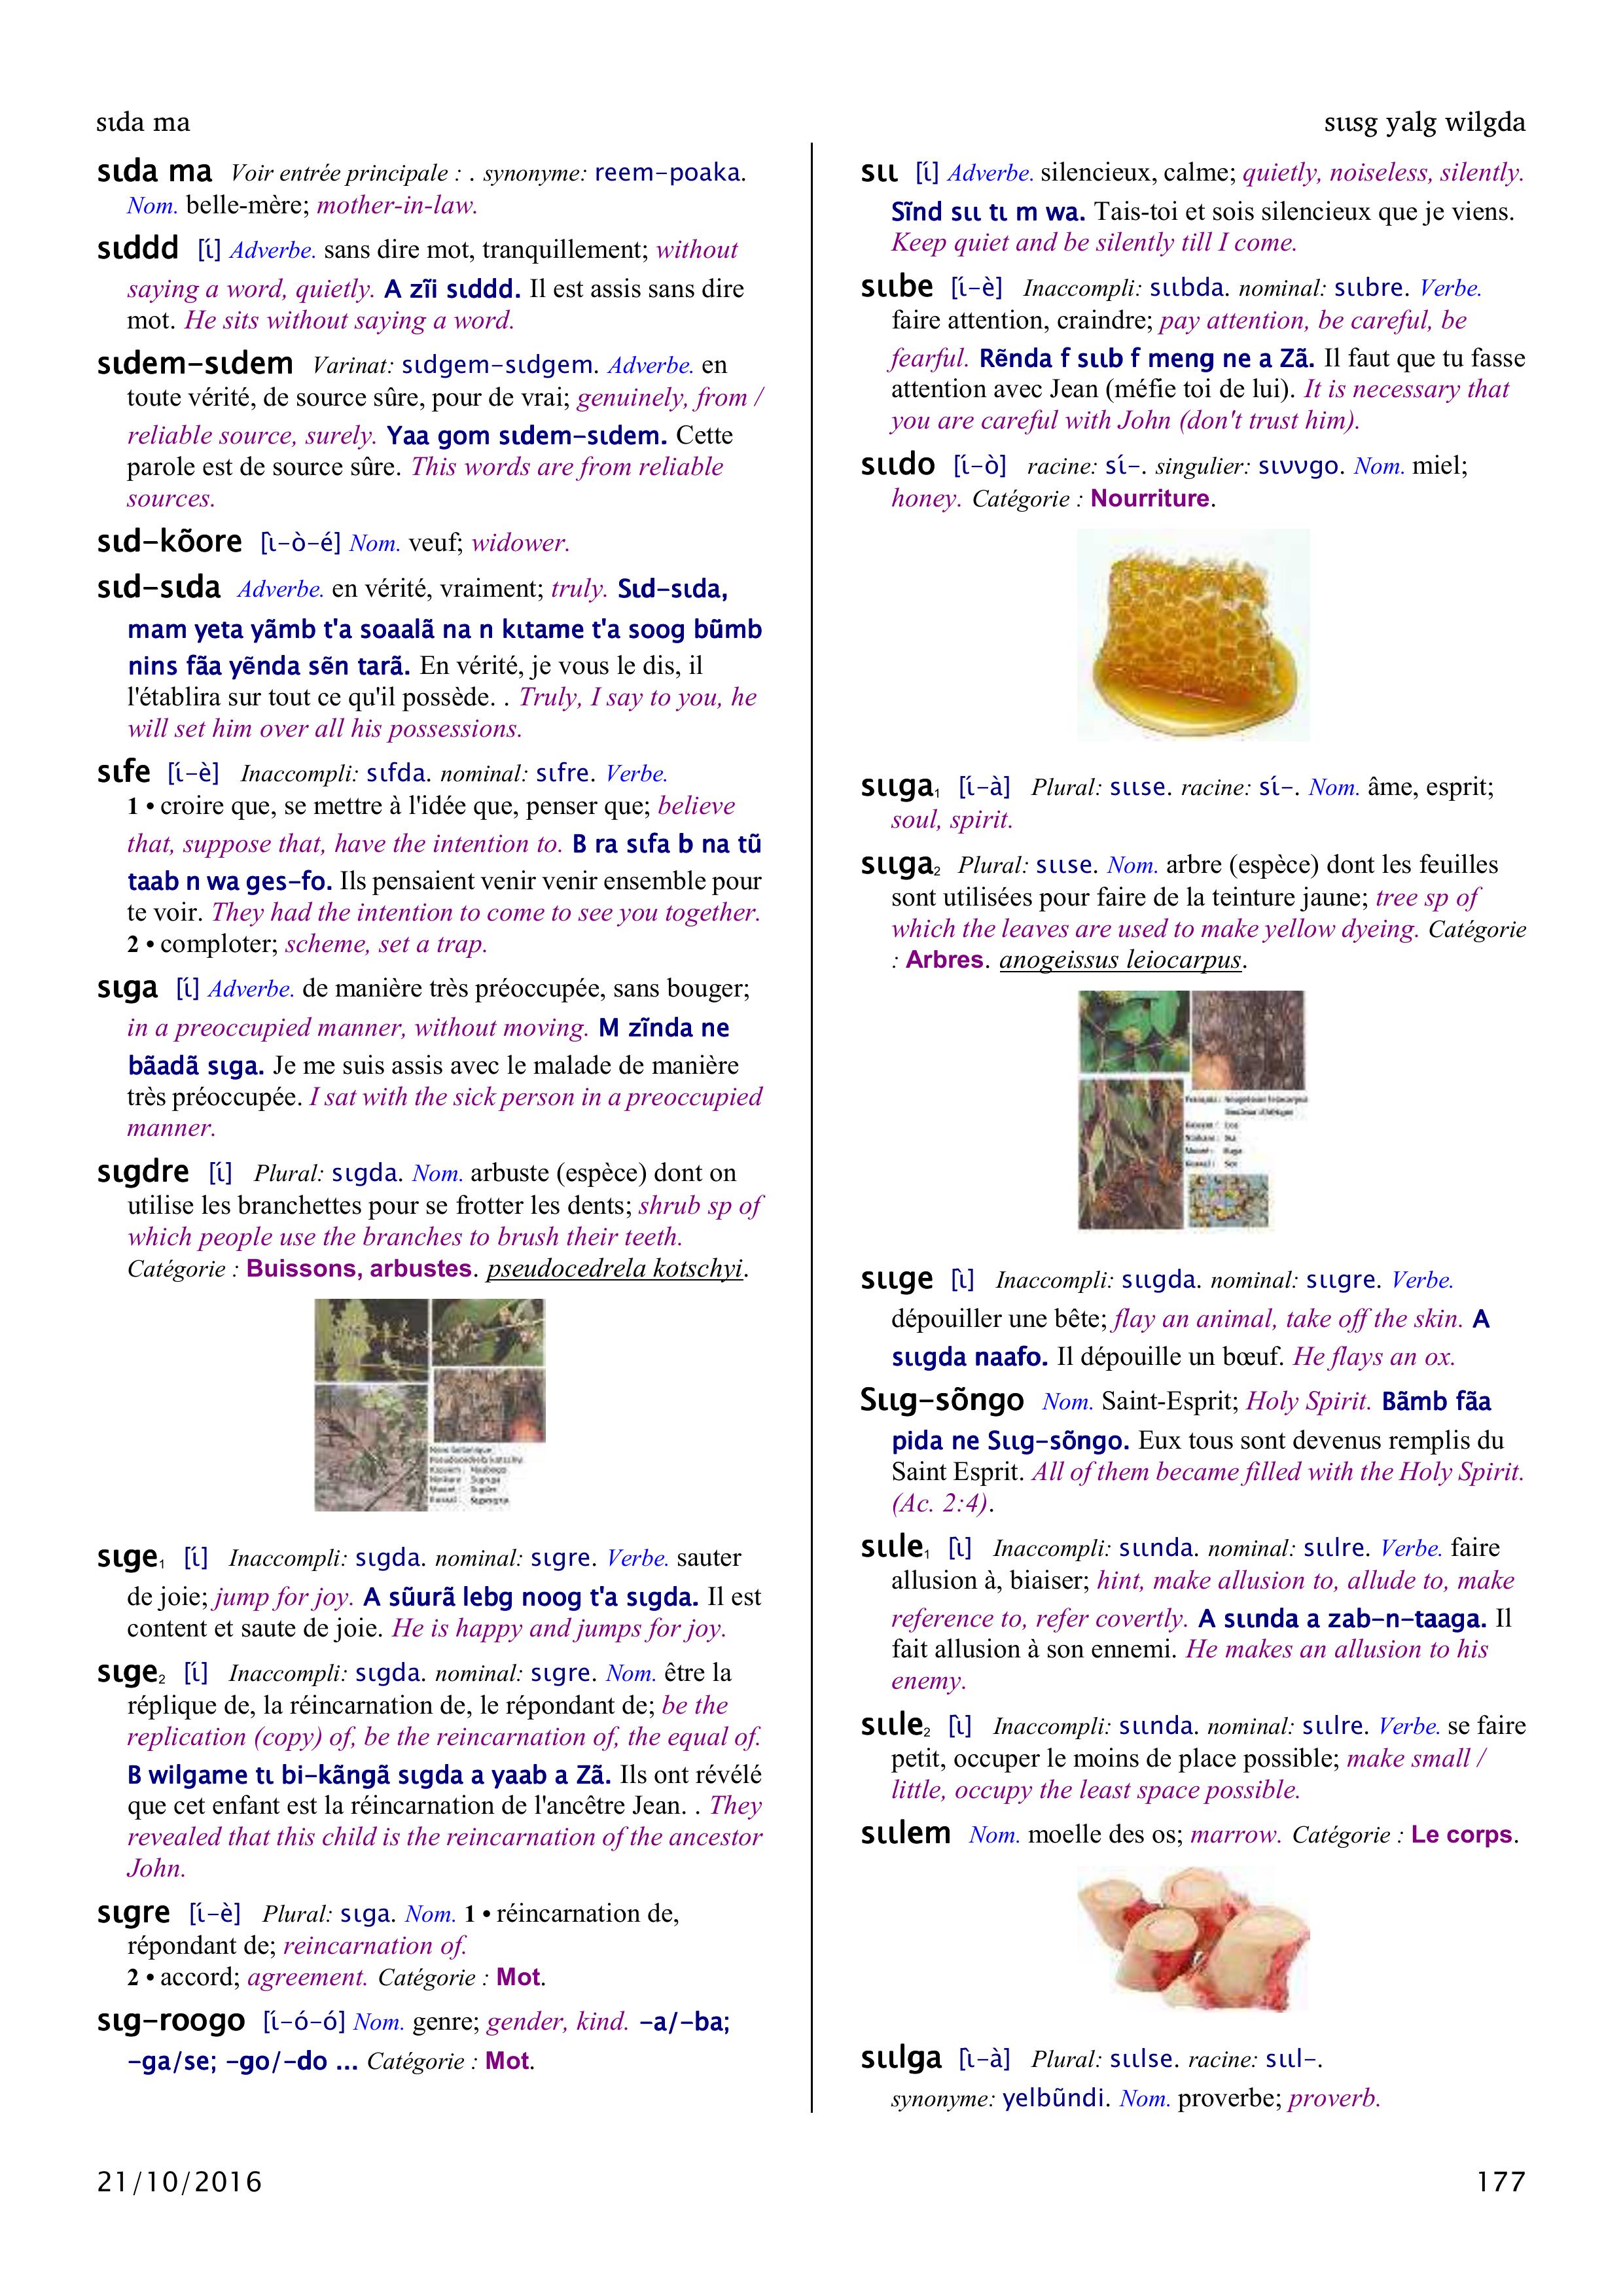 sɩda ma
sɩɩsg yalg wilgda
sɩda ma Voir entrée principale : . synonyme: reem-poaka.
Nom. belle-mère; mother-in-law.
sɩddd [ɩ́] Adverbe. sans dire mot, tranquillement; without
saying a word, quietly. A zĩi sɩddd. Il est assis sans dire
mot. He sits without saying a word.
sɩdem-sɩdem Varinat: sɩdgem-sɩdgem. Adverbe. en
toute vérité, de source sûre, pour de vrai; genuinely, from /
reliable source, surely. Yaa gom sɩdem-sɩdem. Cette
parole est de source sûre. This words are from reliable
sources.
sɩd-kõore [ɩ̀-ò-é] Nom. veuf; widower.
sɩd-sɩda Adverbe. en vérité, vraiment; truly. Sɩd-sɩda,
mam yeta yãmb t'a soaalã na n kɩtame t'a soog bũmb
nins fãa yẽnda sẽn tarã. En vérité, je vous le dis, il
l'établira sur tout ce qu'il possède. . Truly, I say to you, he
will set him over all his possessions.
sɩfe [ɩ́-è] Inaccompli: sɩfda. nominal: sɩfre. Verbe.
1 • croire que, se mettre à l'idée que, penser que; believe
that, suppose that, have the intention to. B ra sɩfa b na tũ
taab n wa ges-fo. Ils pensaient venir venir ensemble pour
te voir. They had the intention to come to see you together.
2 • comploter; scheme, set a trap.
sɩga [ɩ́] Adverbe. de manière très préoccupée, sans bouger;
in a preoccupied manner, without moving. M zĩnda ne
bãadã sɩga. Je me suis assis avec le malade de manière
très préoccupée. I sat with the sick person in a preoccupied
manner.
sɩgdre [ɩ́] Plural: sɩgda. Nom. arbuste (espèce) dont on
utilise les branchettes pour se frotter les dents; shrub sp of
which people use the branches to brush their teeth.
Catégorie : Buissons, arbustes. pseudocedrela kotschyi.
sɩge₁ [ɩ́] Inaccompli: sɩgda. nominal: sɩgre. Verbe. sauter
de joie; jump for joy. A sũurã lebg noog t'a sɩgda. Il est
content et saute de joie. He is happy and jumps for joy.
sɩge₂ [ɩ́] Inaccompli: sɩgda. nominal: sɩgre. Nom. être la
réplique de, la réincarnation de, le répondant de; be the
replication (copy) of, be the reincarnation of, the equal of.
B wilgame tɩ bi-kãngã sɩgda a yaab a Zã. Ils ont révélé
que cet enfant est la réincarnation de l'ancêtre Jean. . They
revealed that this child is the reincarnation of the ancestor
John.
sɩgre [ɩ́-è] Plural: sɩga. Nom. 1 • réincarnation de,
répondant de; reincarnation of.
2 • accord; agreement. Catégorie : Mot.
sɩg-roogo [ɩ́-ó-ó] Nom. genre; gender, kind. -a/-ba;
-ga/se; -go/-do ... Catégorie : Mot.
sɩɩ [ɩ́] Adverbe. silencieux, calme; quietly, noiseless, silently.
Sĩnd sɩɩ tɩ m wa. Tais-toi et sois silencieux que je viens.
Keep quiet and be silently till I come.
sɩɩbe [ɩ́-è] Inaccompli: sɩɩbda. nominal: sɩɩbre. Verbe.
faire attention, craindre; pay attention, be careful, be
fearful. Rẽnda f sɩɩb f meng ne a Zã. Il faut que tu fasse
attention avec Jean (méfie toi de lui). It is necessary that
you are careful with John (don't trust him).
sɩɩdo [ɩ́-ò] racine: sɩ́-. singulier: sɩʋʋgo. Nom. miel;
honey. Catégorie : Nourriture.
sɩɩga₁ [ɩ́-à] Plural: sɩɩse. racine: sɩ́-. Nom. âme, esprit;
soul, spirit.
sɩɩga₂ Plural: sɩɩse. Nom. arbre (espèce) dont les feuilles
sont utilisées pour faire de la teinture jaune; tree sp of
which the leaves are used to make yellow dyeing. Catégorie
: Arbres. anogeissus leiocarpus.
sɩɩge [ɩ̀] Inaccompli: sɩɩgda. nominal: sɩɩgre. Verbe.
dépouiller une bête; flay an animal, take off the skin. A
sɩɩgda naafo. Il dépouille un bœuf. He flays an ox.
Sɩɩg-sõngo Nom. Saint-Esprit; Holy Spirit. Bãmb fãa
pida ne Sɩɩg-sõngo. Eux tous sont devenus remplis du
Saint Esprit. All of them became filled with the Holy Spirit.
(Ac. 2:4).
sɩɩle₁ [ɩ̀] Inaccompli: sɩɩnda. nominal: sɩɩlre. Verbe. faire
allusion à, biaiser; hint, make allusion to, allude to, make
reference to, refer covertly. A sɩɩnda a zab-n-taaga. Il
fait allusion à son ennemi. He makes an allusion to his
enemy.
sɩɩle₂ [ɩ̀] Inaccompli: sɩɩnda. nominal: sɩɩlre. Verbe. se faire
petit, occuper le moins de place possible; make small /
little, occupy the least space possible.
sɩɩlem Nom. moelle des os; marrow. Catégorie : Le corps.
sɩɩlga [ɩ̀-à] Plural: sɩɩlse. racine: sɩɩl-.
synonyme: yelbũndi. Nom. proverbe; proverb.
21/10/2016
177